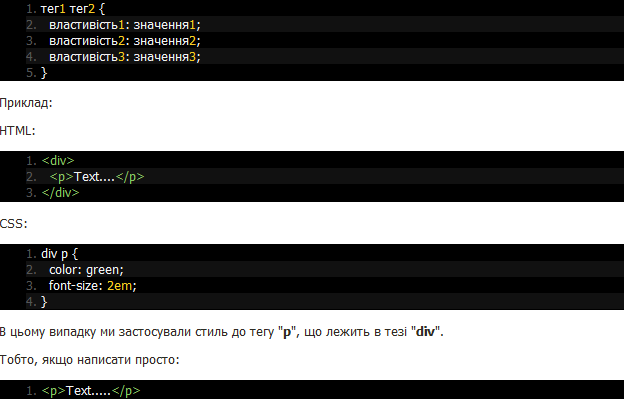 1. тег1 тег2 {
2. властивість1: значення1;
3. властивість2: значення2;
4. властивість3: значення3;
5. }
Приклад:
HTML:
1. <div>
2. <p>Text....</p>
3. </div>
CSS:
1. div p {
2. color: green;
3. font-size: 2em;
4. }
В цьому випадку ми застосували стиль до тегу "p", що лежить в тезі "div".
Тобто, якщо написати просто:
1. <p>Text.....</p>